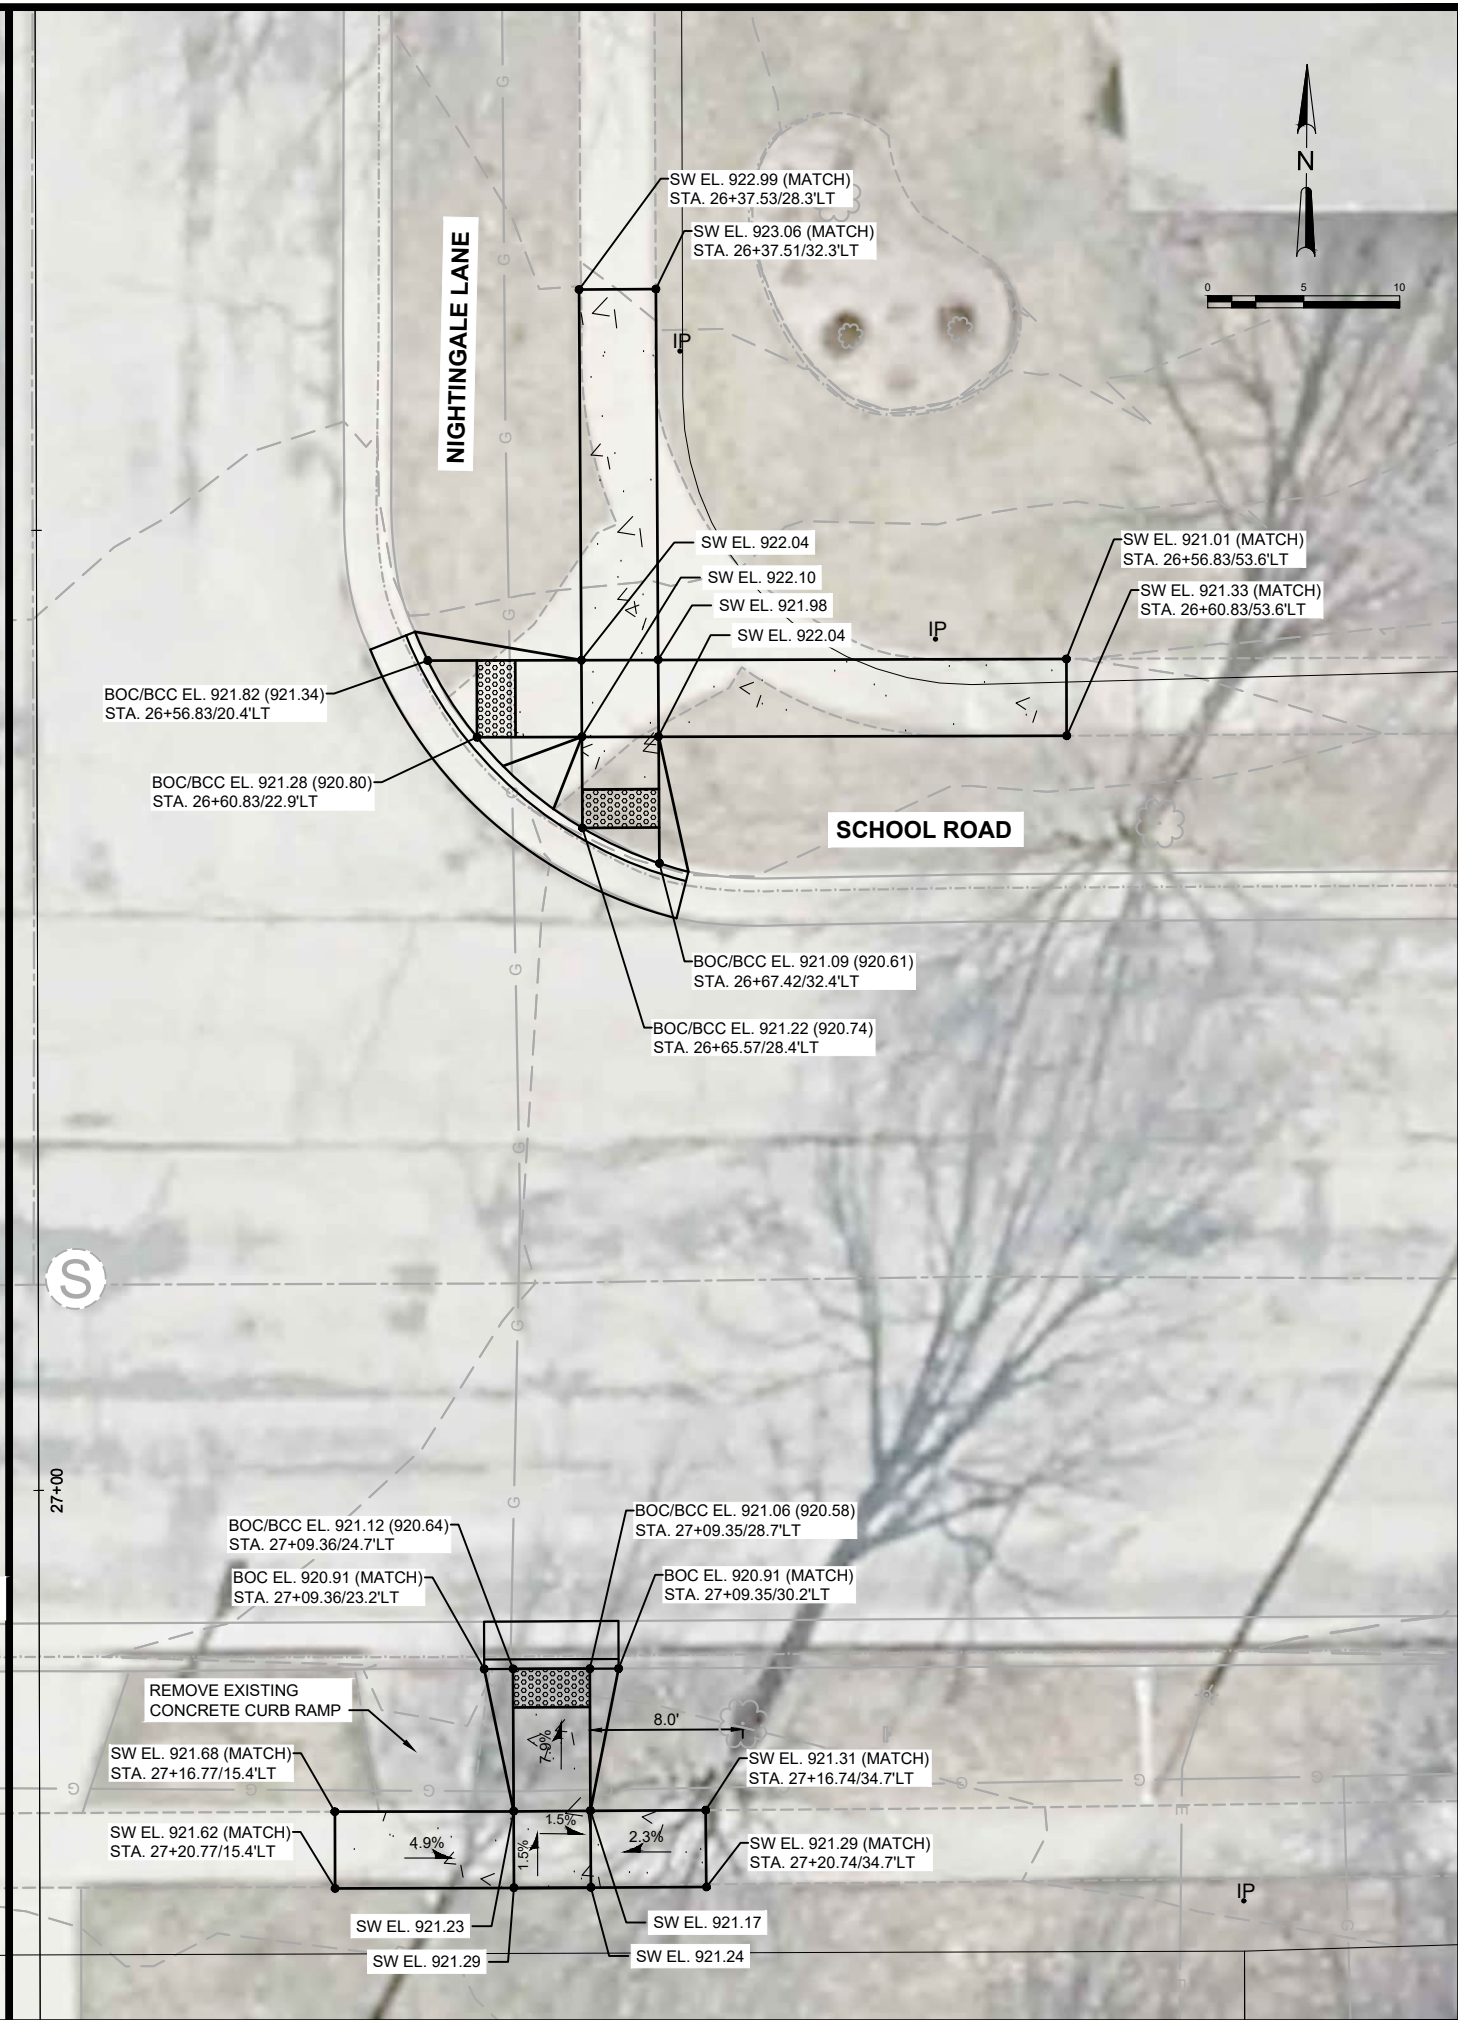 N
0 5 10
SW EL. 922.99 (MATCH)
STA. 26+37.53/28.3'LT
SW EL. 923.06 (MATCH)
STA. 26+37.51/32.3'LT
NIGHTINGALE LANE
IP
SW EL. 922.04
SW EL. 922.10
SW EL. 921.98
SW EL. 922.04
SW EL. 921.01 (MATCH)
STA. 26+56.83/53.6'LT
SW EL. 921.33 (MATCH)
STA. 26+60.83/53.6'LT
IP
BOC/BCC EL. 921.82 (921.34)
STA. 26+56.83/20.4'LT
BOC/BCC EL. 921.28 (920.80)
STA. 26+60.83/22.9'LT
SCHOOL ROAD
BOC/BCC EL. 921.09 (920.61)
STA. 26+67.42/32.4'LT
BOC/BCC EL. 921.22 (920.74)
STA. 26+65.57/28.4'LT
G
G
G
G
G
G
G
G
G
G
S
27+00
BOC/BCC EL. 921.12 (920.64)
STA. 27+09.36/24.7'LT
BOC/BCC EL. 921.06 (920.58)
STA. 27+09.35/28.7'LT
BOC EL. 920.91 (MATCH)
STA. 27+09.36/23.2'LT
BOC EL. 920.91 (MATCH)
STA. 27+09.35/30.2'LT
REMOVE EXISTING
CONCRETE CURB RAMP
8.0'
7.9%
SW EL. 921.68 (MATCH)
STA. 27+16.77/15.4'LT
SW EL. 921.31 (MATCH)
STA. 27+16.74/34.7'LT
G G G G G G
SW EL. 921.62 (MATCH)
STA. 27+20.77/15.4'LT
4.9%
1.5%
1.5%
2.3%
SW EL. 921.29 (MATCH)
STA. 27+20.74/34.7'LT
E
IP
SW EL. 921.23
SW EL. 921.17
SW EL. 921.29
SW EL. 921.24